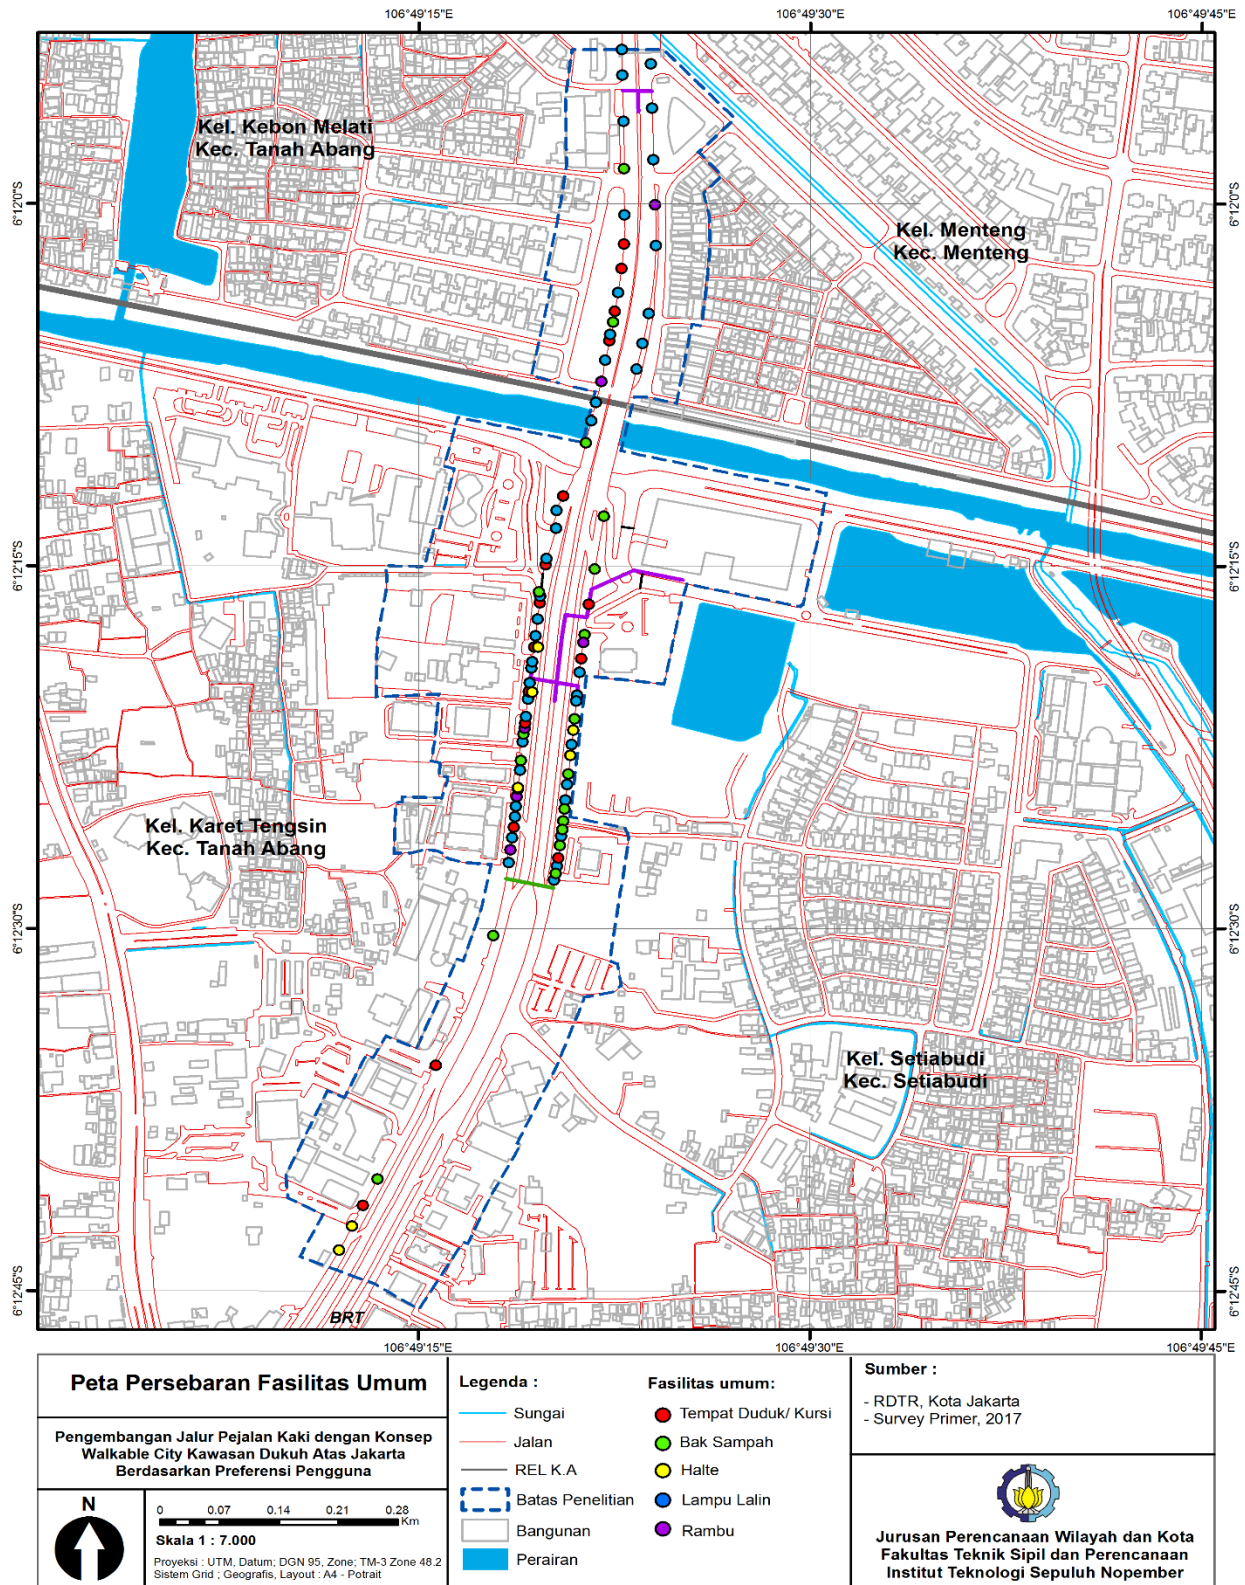 106°49'15"E
106°49'30"E
106°49'45"E
Kel. Kebon Melati
Kec. Tanah Abang
6°12'0"S
6°12'0"S
Kel. Menteng
Kec. Menteng
6°12'15"S
6°12'15"S
Kel. Karet Tengsin
Kec. Tanah Abang
6°12'30"S
6°12'30"S
Kel. Setiabudi
Kec. Setiabudi
6°12'45"S
6°12'45"S
BRT
106°49'15"E
106°49'30"E
106°49'45"E
Peta Persebaran Fasilitas Umum
Pengembangan Jalur Pejalan Kaki dengan Konsep
Walkable City Kawasan Dukuh Atas Jakarta
Berdasarkan Preferensi Pengguna
N
0 0.07 0.14 0.21 0.28
Km
Skala 1 : 7.000
Proyeksi : UTM, Datum; DGN 95, Zone; TM-3 Zone 48.2
Sistem Grid ; Geografis, Layout : A4 - Potrait
Legenda :
Sungai
Jalan
REL K.A
Batas Penelitian
Bangunan
Perairan
Fasilitas umum:
Tempat Duduk/ Kursi
Bak Sampah
Halte
Lampu Lalin
Rambu
Sumber :
- RDTR, Kota Jakarta
- Survey Primer, 2017
Jurusan Perencanaan Wilayah dan Kota
Fakultas Teknik Sipil dan Perencanaan
Institut Teknologi Sepuluh Nopember